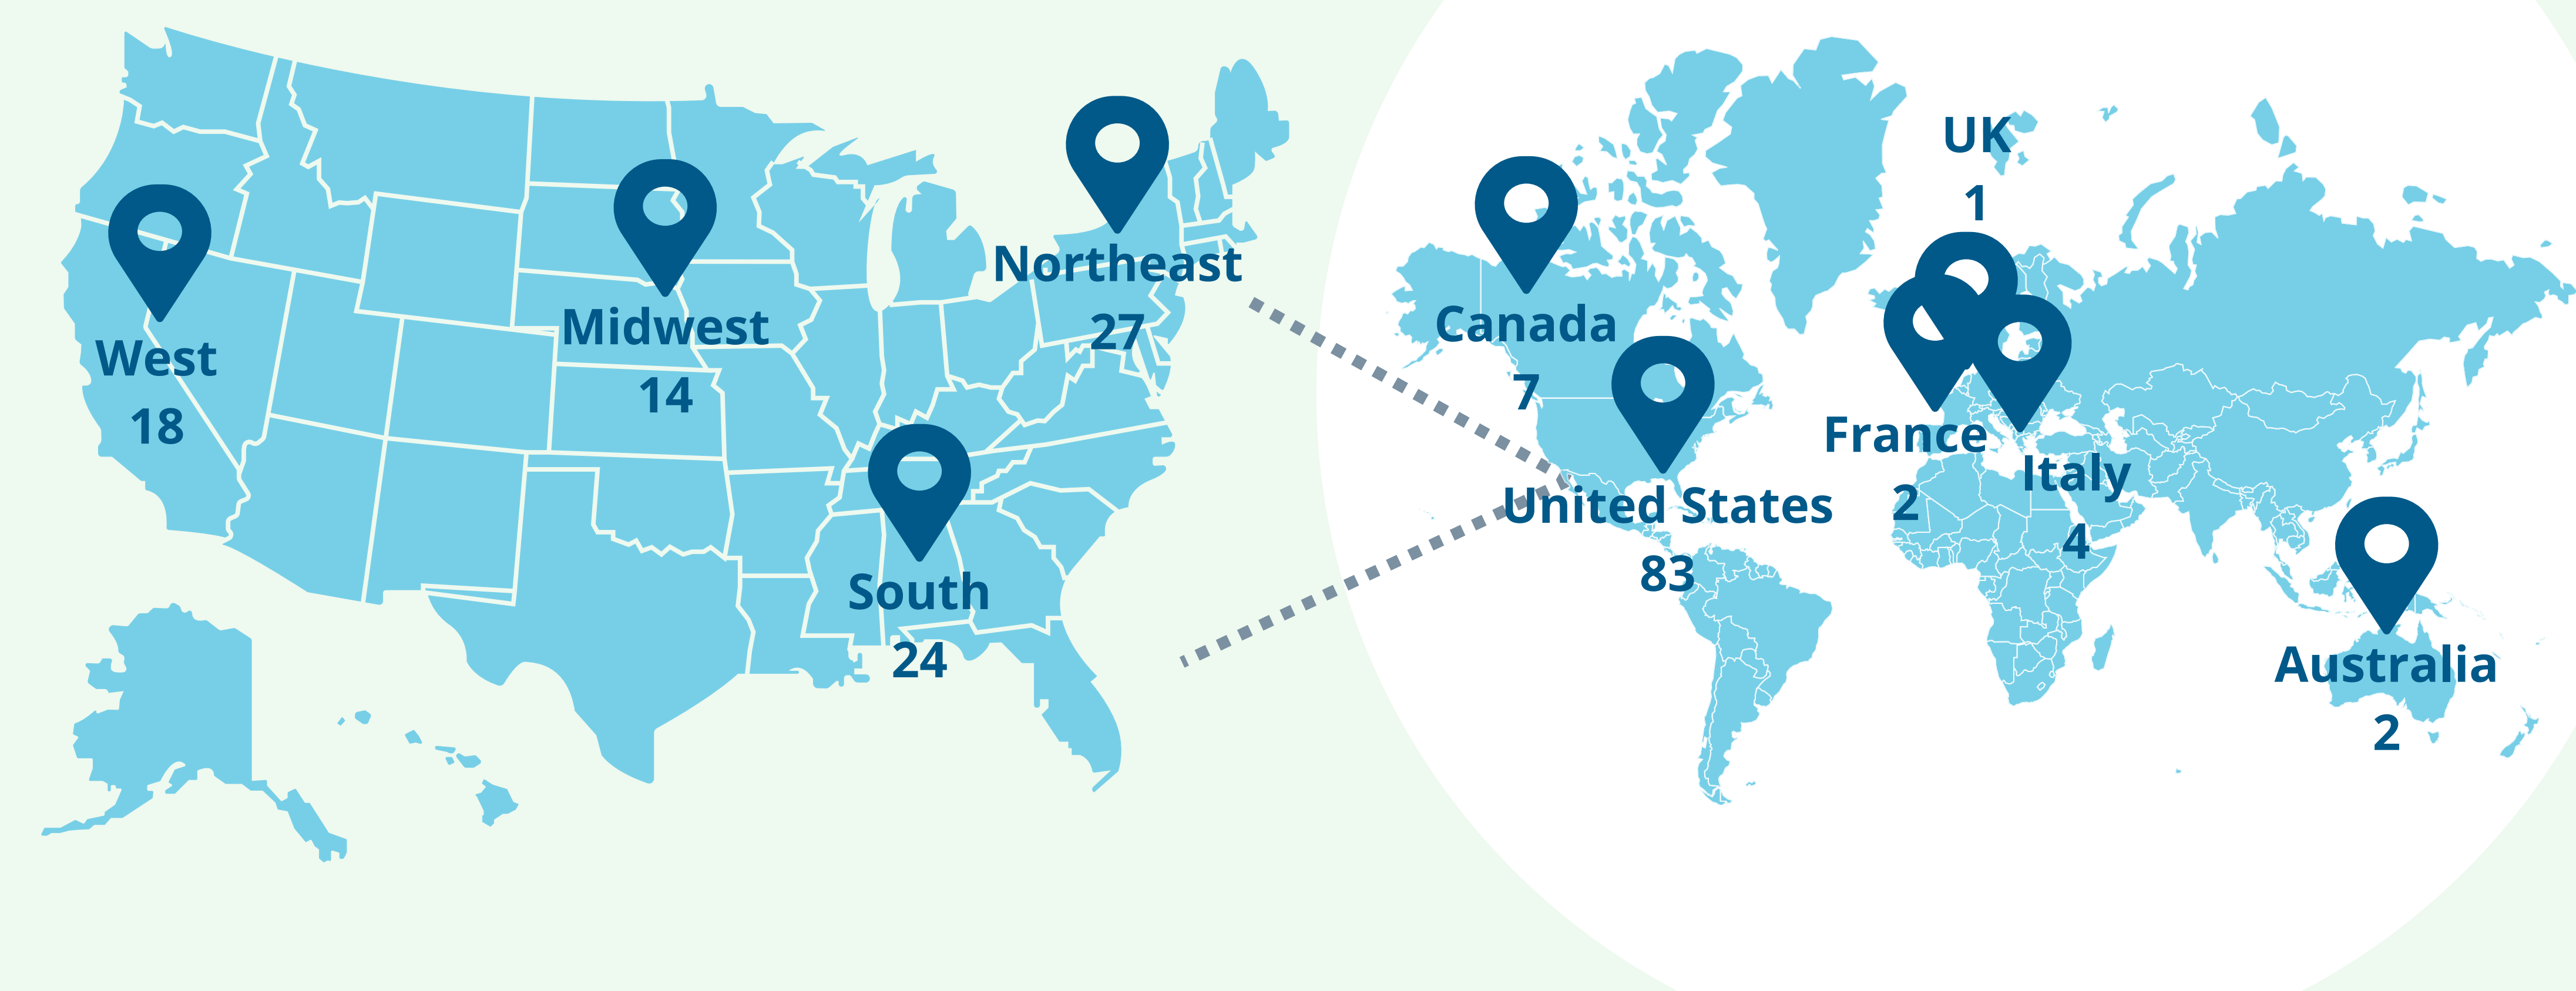 West
18
Midwest
14
Northeast
27
South
24
Canada
7
United States
83
UK
1
France
2
Italy
4
Australia
2